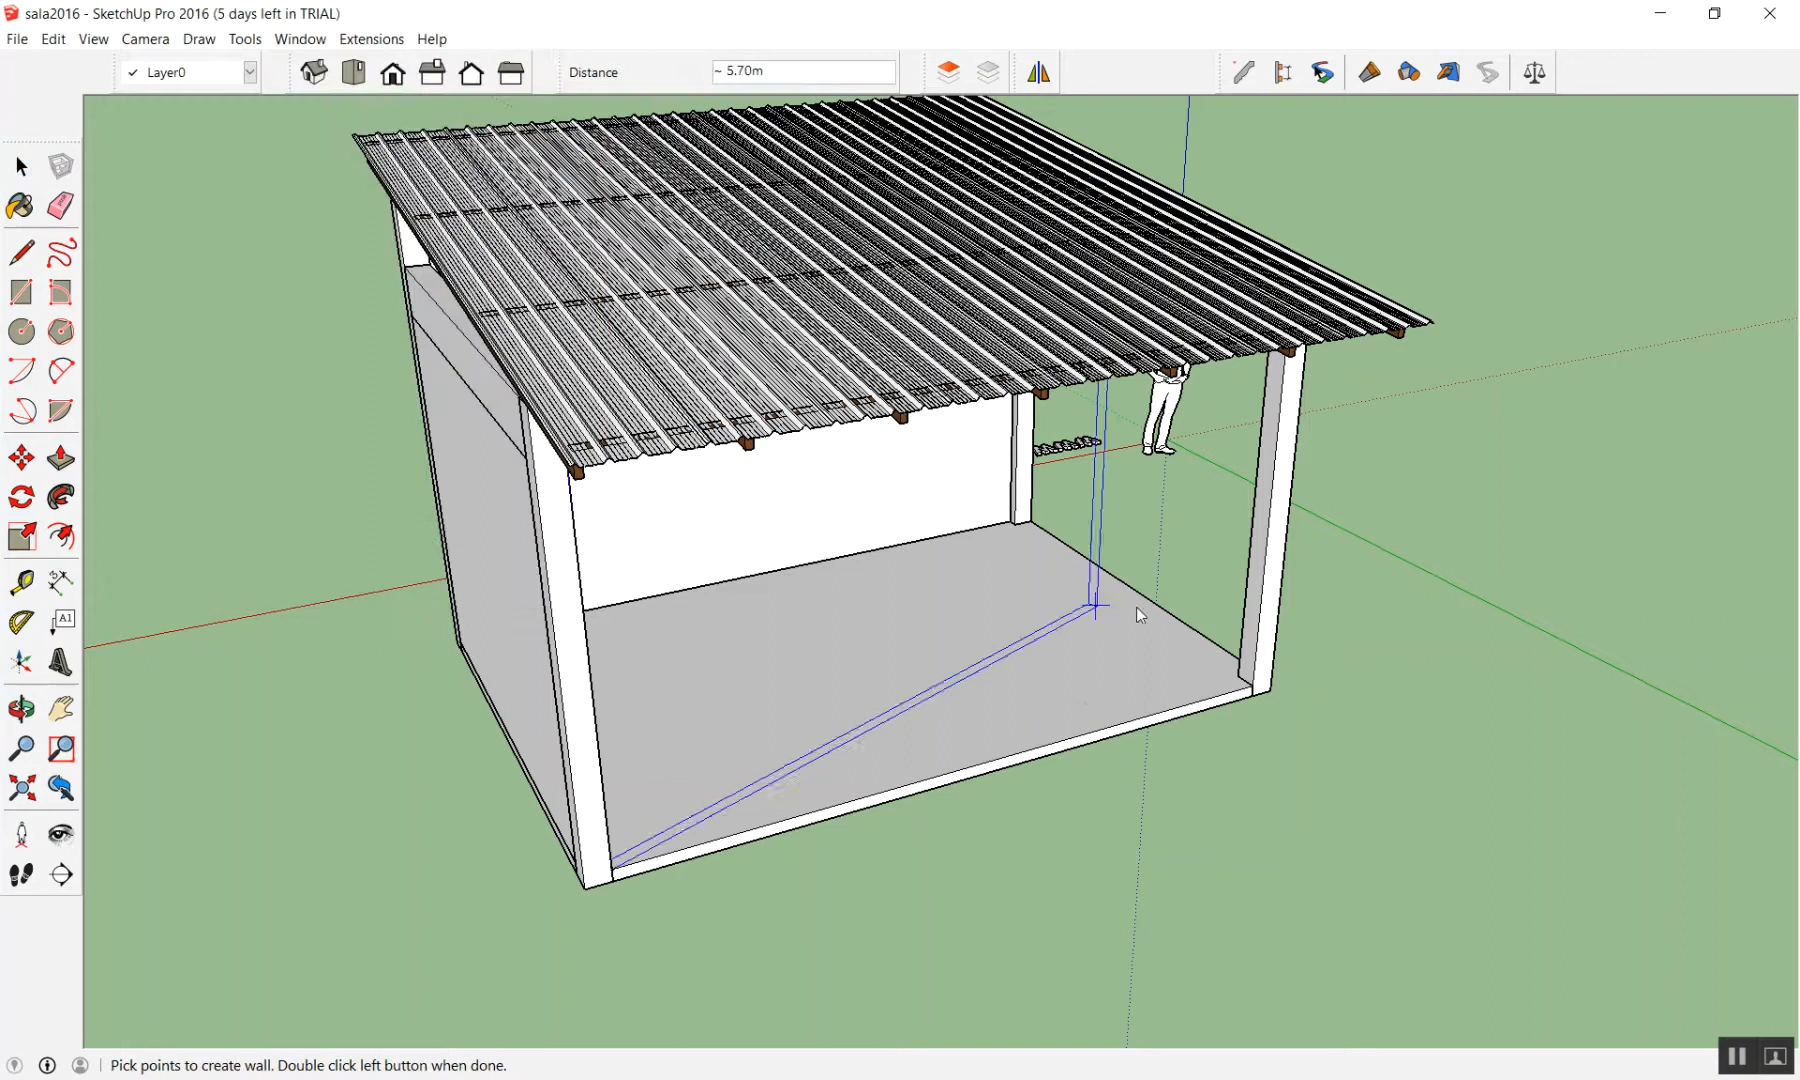 sala2016 - SketchUp Pro 2016 (5 days left in TRIAL)
File Edit View Camera Draw Tools Window Extensions Help
Layer0
Distance
~ 5.70m
A1
Pick points to create wall. Double click left button when done.